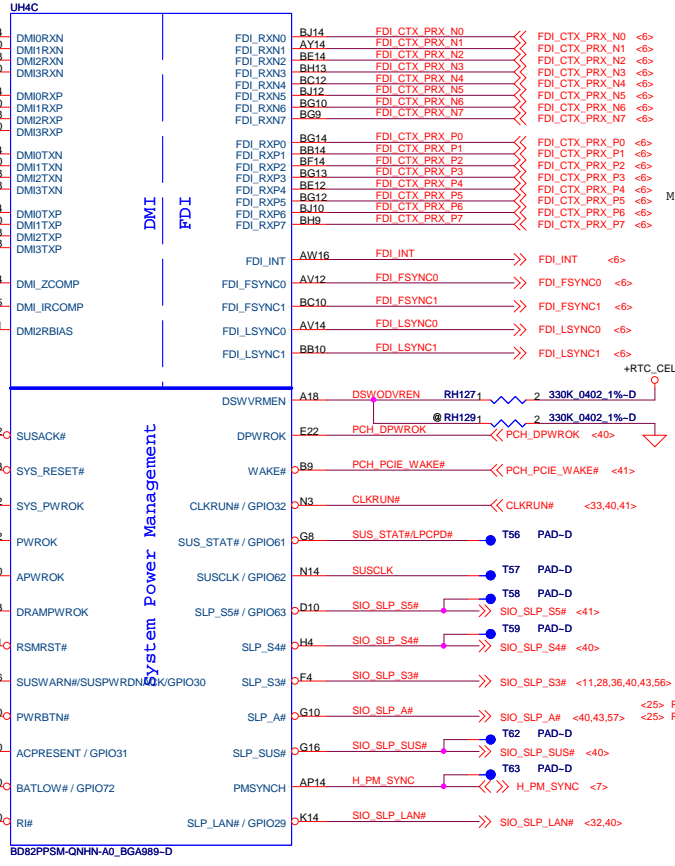 UH4C
DMI0RXN FDI_RXN0 BJ14 FDI_CTX_PRX_N0 FDI_CTX_PRX_N0 <6>
DMI1RXN FDI_RXN1 AY14 FDI_CTX_PRX_N1 FDI_CTX_PRX_N1 <6>
DMI2RXN FDI_RXN2 BE14 FDI_CTX_PRX_N2 FDI_CTX_PRX_N2 <6>
DMI3RXN FDI_RXN3 BH13 FDI_CTX_PRX_N3 FDI_CTX_PRX_N3 <6>
FDI_RXN4 BC12 FDI_CTX_PRX_N4 FDI_CTX_PRX_N4 <6>
DMI0RXP FDI_RXN5 BJ12 FDI_CTX_PRX_N5 FDI_CTX_PRX_N5 <6>
DMI1RXP FDI_RXN6 BG10 FDI_CTX_PRX_N6 FDI_CTX_PRX_N6 <6>
DMI2RXP FDI_RXN7 BG9 FDI_CTX_PRX_N7 FDI_CTX_PRX_N7 <6>
DMI3RXP
FDI_RXP0 BG14 FDI_CTX_PRX_P0 FDI_CTX_PRX_P0 <6>
DMI0TXN FDI_RXP1 BB14 FDI_CTX_PRX_P1 FDI_CTX_PRX_P1 <6>
DMI1TXN FDI_RXP2 BF14 FDI_CTX_PRX_P2 FDI_CTX_PRX_P2 <6>
DMI2TXN FDI_RXP3 BG13 FDI_CTX_PRX_P3 FDI_CTX_PRX_P3 <6>
DMI3TXN FDI_RXP4 BE12 FDI_CTX_PRX_P4 FDI_CTX_PRX_P4 <6>
FDI_RXP5 BG12 FDI_CTX_PRX_P5 FDI_CTX_PRX_P5 <6>
DMI0TXP FDI_RXP6 BJ10 FDI_CTX_PRX_P6 FDI_CTX_PRX_P6 <6>
DMI1TXP FDI_RXP7 BH9 FDI_CTX_PRX_P7 FDI_CTX_PRX_P7 <6>
DMI2TXP
DMI3TXP
DMI
FDI
FDI_INT AW16 FDI_INT FDI_INT <6>
DMI_ZCOMP FDI_FSYNC0 AV12 FDI_FSYNC0 FDI_FSYNC0 <6>
DMI_IRCOMP FDI_FSYNC1 BC10 FDI_FSYNC1 FDI_FSYNC1 <6>
DMI2RBIAS FDI_LSYNC0 AV14 FDI_LSYNC0 FDI_LSYNC0 <6>
FDI_LSYNC1 BB10 FDI_LSYNC1 FDI_LSYNC1 <6>
+RTC_CEL
DSWVRMEN A18 DSWODVREN RH127 1 2 330K_0402_1%~D
@ RH129 1 2 330K_0402_1%~D
System Power Management
SUSACK# DPWROK E22 PCH_DPWROK PCH_DPWROK <40>
SYS_RESET# WAKE# B9 PCH_PCIE_WAKE# PCH_PCIE_WAKE# <41>
SYS_PWROK CLKRUN# / GPIO32 N3 CLKRUN# CLKRUN# <33,40,41>
PWROK SUS_STAT# / GPIO61 G8 SUS_STAT#/LPCPD# T56 PAD~D
APWROK SUSCLK / GPIO62 N14 SUSCLK T57 PAD~D
T58 PAD~D
DRAMPWROK SLP_S5# / GPIO63 D10 SIO_SLP_S5# SIO_SLP_S5# <41>
T59 PAD~D
RSMRST# SLP_S4# H4 SIO_SLP_S4# SIO_SLP_S4# <40>
SUSWARN#/SUSPWRDNACK/GPIO30 SLP_S3# F4 SIO_SLP_S3# SIO_SLP_S3# <11,28,36,40,43,56>
<25>
PWRBTN# SLP_A# G10 SIO_SLP_A# SIO_SLP_A# <40,43,57> <25>
T62 PAD~D
ACPRESENT / GPIO31 SLP_SUS# G16 SIO_SLP_SUS# SIO_SLP_SUS# <40>
T63 PAD~D
BATLOW# / GPIO72 PMSYNCH AP14 H_PM_SYNC H_PM_SYNC <7>
RI# SLP_LAN# / GPIO29 K14 SIO_SLP_LAN# SIO_SLP_LAN# <32,40>
BD82PPSM-QNHN-A0_BGA989~D